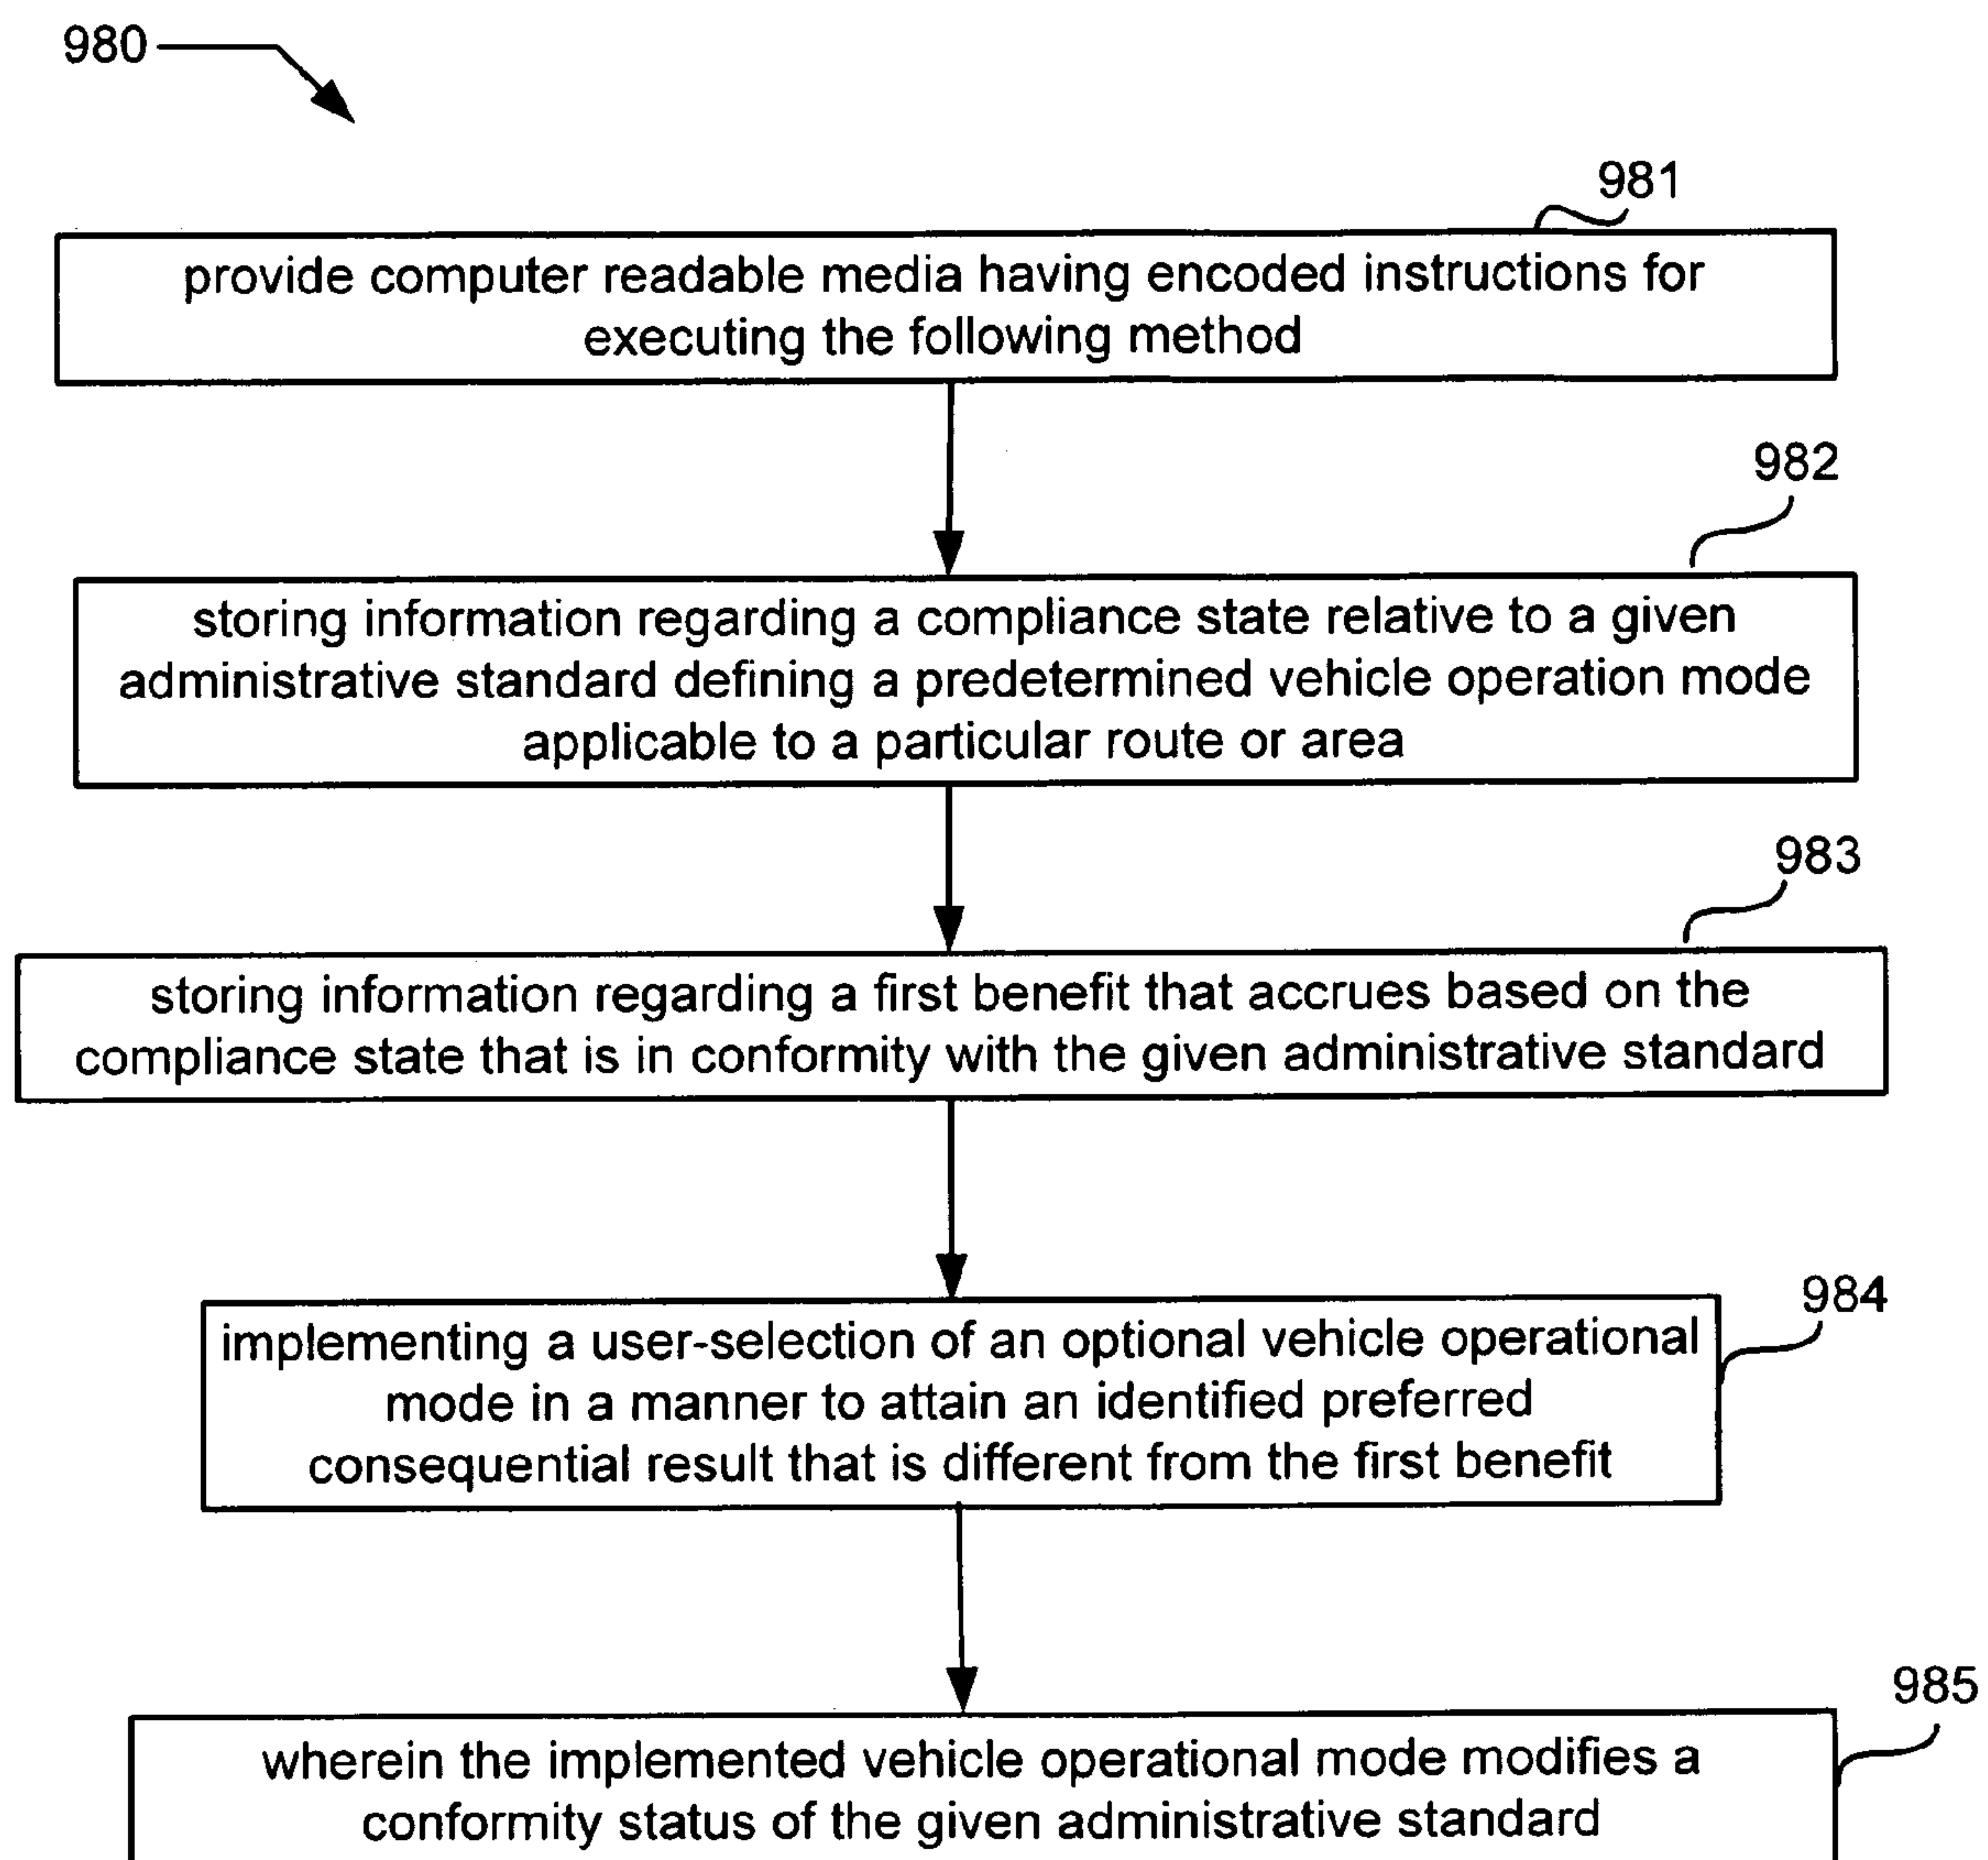 980
981
provide computer readable media having encoded instructions for
executing the following method
982
storing information regarding a compliance state relative to a given
administrative standard defining a predetermined vehicle operation mode
applicable to a particular route or area
983
storing information regarding a first benefit that accrues based on the
compliance state that is in conformity with the given administrative standard
984
implementing a user-selection of an optional vehicle operational
mode in a manner to attain an identified preferred
consequential result that is different from the first benefit
985
wherein the implemented vehicle operational mode modifies a
conformity status of the given administrative standard